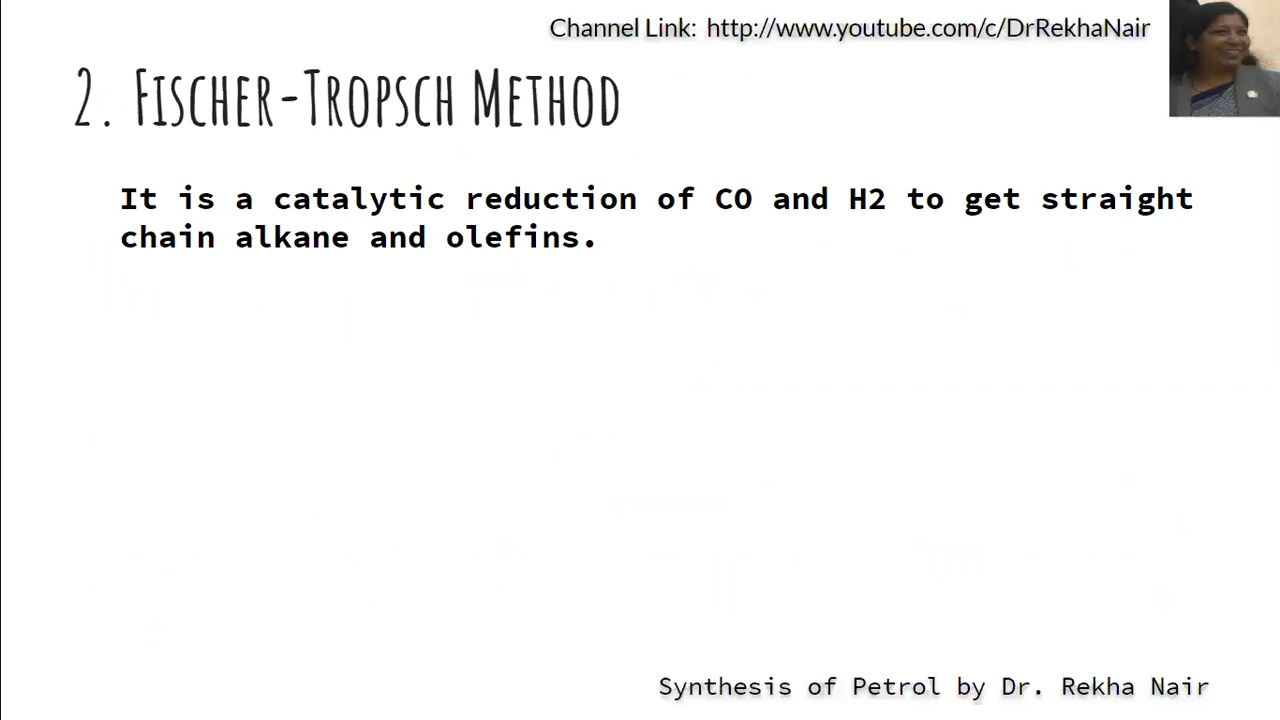 Channel Link: http://www.youtube.com/c/DrRekhaNair
2. Fischer-Tropsch Method
It is a catalytic reduction of CO and H2 to get straight
chain alkane and olefins.
Synthesis of Petrol by Dr. Rekha Nair